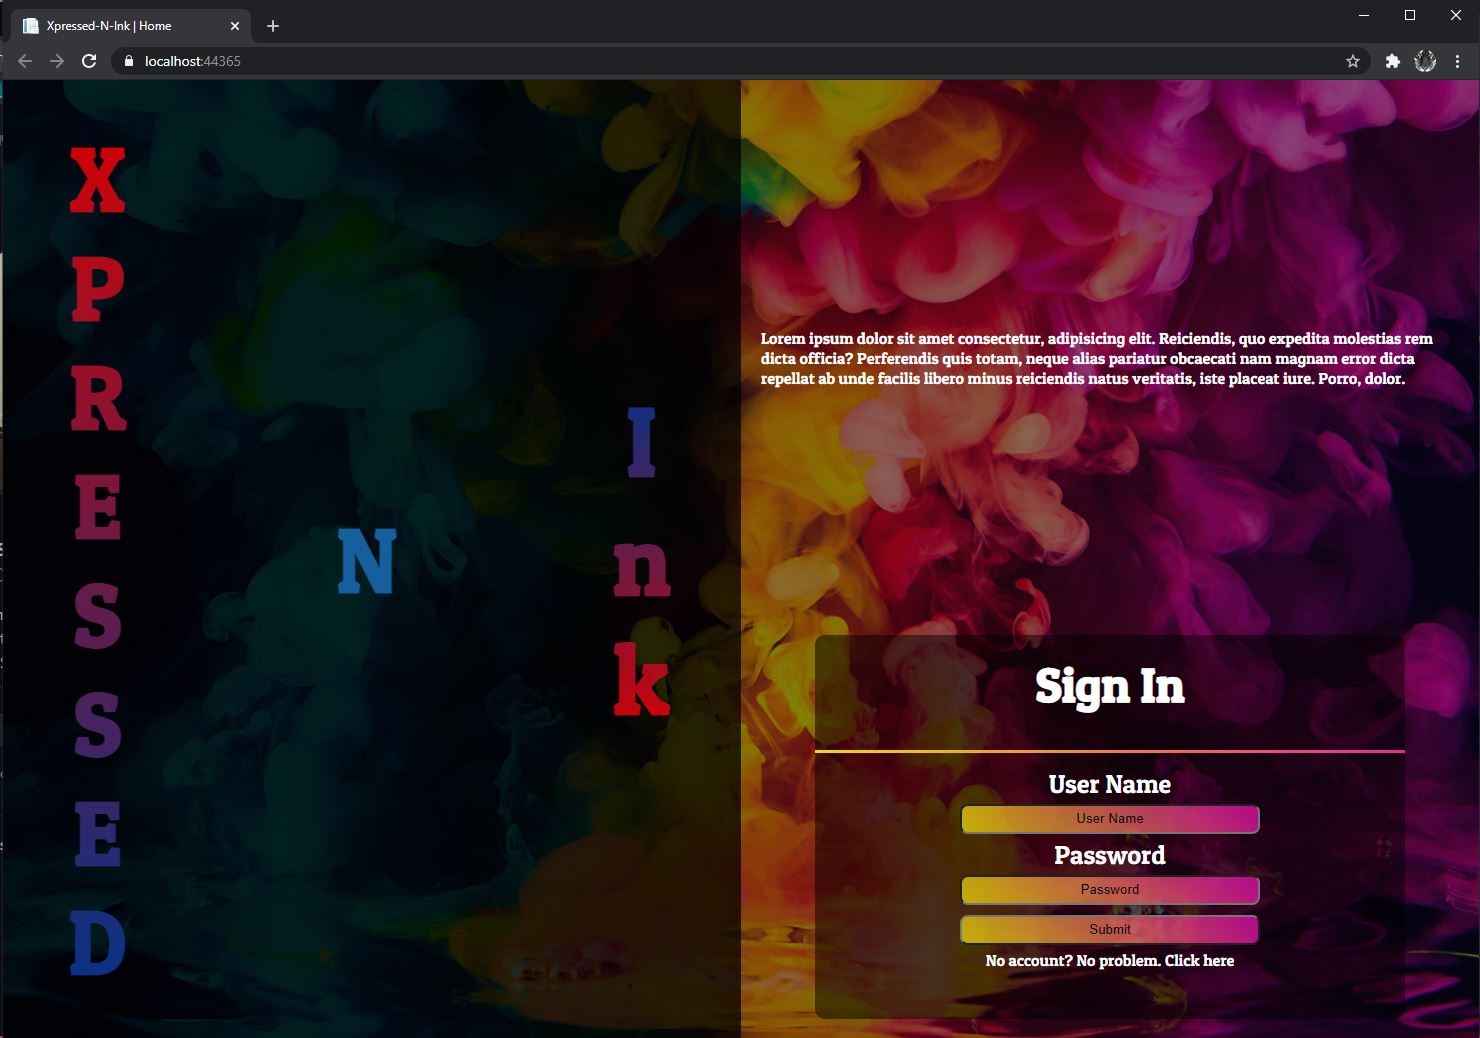 Xpressed-N-Ink | Home
localhost:44365
X
P
R
E
S
S
E
D
N
I
n
k
Lorem ipsum dolor sit amet consectetur, adipisicing elit. Reiciendis, quo expedita molestias rem
dicta officia? Perferendis quis totam, neque alias pariatur obcaecati nam magnam error dicta
repellat ab unde facilis libero minus reiciendis natus veritatis, iste placeat iure. Porro, dolor.
Sign In
User Name
User Name
Password
Password
Submit
No account? No problem. Click here